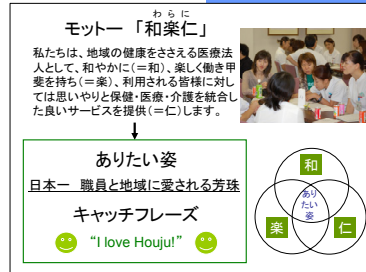 わらに
モットー 「和楽仁」
私たちは、地域の健康をささえる医療法
人として、和やかに(＝和)、楽しく働き甲
斐を持ち(＝楽)、利用される皆様に対し
ては思いやりと保健・医療・介護を統合し
た良いサービスを提供(＝仁)します。
ありたい姿
日本一 職員と地域に愛される芳珠
キャッチフレーズ
“I love Houju!”
和
あり
たい
姿
楽
仁